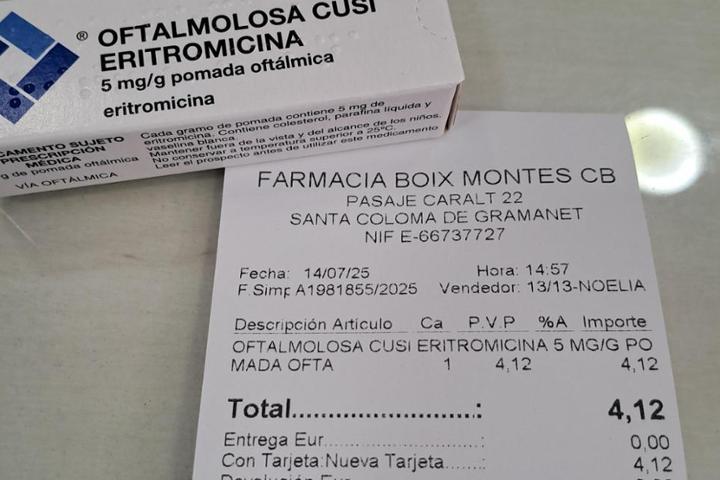 ® OFTALMOLOSA CUSÍ
ERITROMICINA
5 mg/g pomada oftálmica
eritromicina
Cada gramo de pomada contiene 5 mg de
eritromicina. Contiene colesterol, parafina líquida y
vaselina blanca.
Mantener fuera de la vista y del alcance de los niños.
No conservar a temperatura superior a 25ºC.
Leer el prospecto antes de utilizar este medicamento
CAMENTO SUJETO
PRESCRIPCIÓN
MÉDICA
g de pomada oftálmica
VÍA OFTÁLMICA
FARMACIA BOIX MONTES CB
PASAJE CARALT 22
SANTA COLOMA DE GRAMANET
NIF E-66737727
Fecha: 14/07/25 Hora: 14:57
F.Simp A1981855/2025 Vendedor: 13/13-NOELIA
Descripción Artículo Ca P.V.P %A Importe
OFTALMOLOSA CUSI ERITROMICINA 5 MG/G PO
MADA OFTA 1 4,12 4,12
Total..............................: 4,12
Entrega Eur......................: 0,00
Con Tarjeta:Nueva Tarjeta.....: 4,12
Devolución Eur